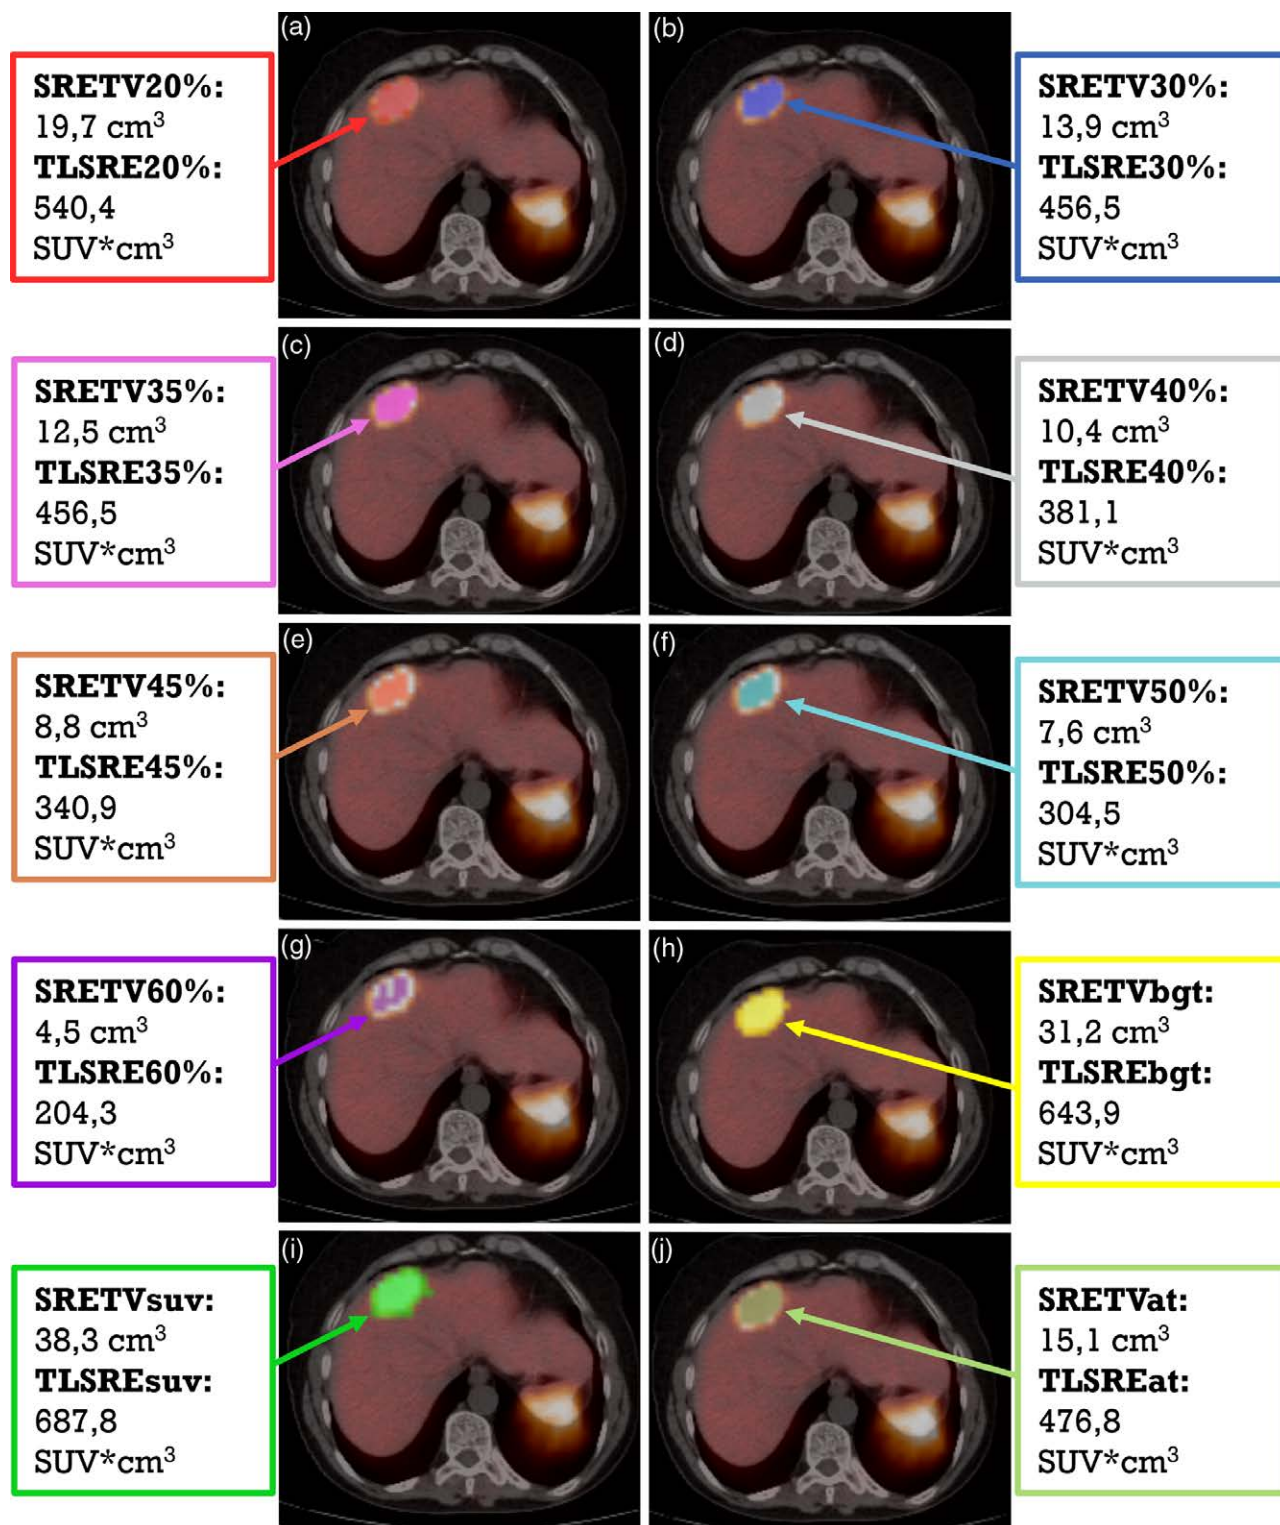 (a)
SRETV20%:
19,7 cm³
TLSRE20%:
540,4
SUV*cm³
(b)
SRETV30%:
13,9 cm³
TLSRE30%:
456,5
SUV*cm³
(c)
SRETV35%:
12,5 cm³
TLSRE35%:
456,5
SUV*cm³
(d)
SRETV40%:
10,4 cm³
TLSRE40%:
381,1
SUV*cm³
(e)
SRETV45%:
8,8 cm³
TLSRE45%:
340,9
SUV*cm³
(f)
SRETV50%:
7,6 cm³
TLSRE50%:
304,5
SUV*cm³
(g)
SRETV60%:
4,5 cm³
TLSRE60%:
204,3
SUV*cm³
(h)
SRETVbgt:
31,2 cm³
TLSREbgt:
643,9
SUV*cm³
(i)
SRETVsuv:
38,3 cm³
TLSREsuv:
687,8
SUV*cm³
(j)
SRETVat:
15,1 cm³
TLSREat:
476,8
SUV*cm³